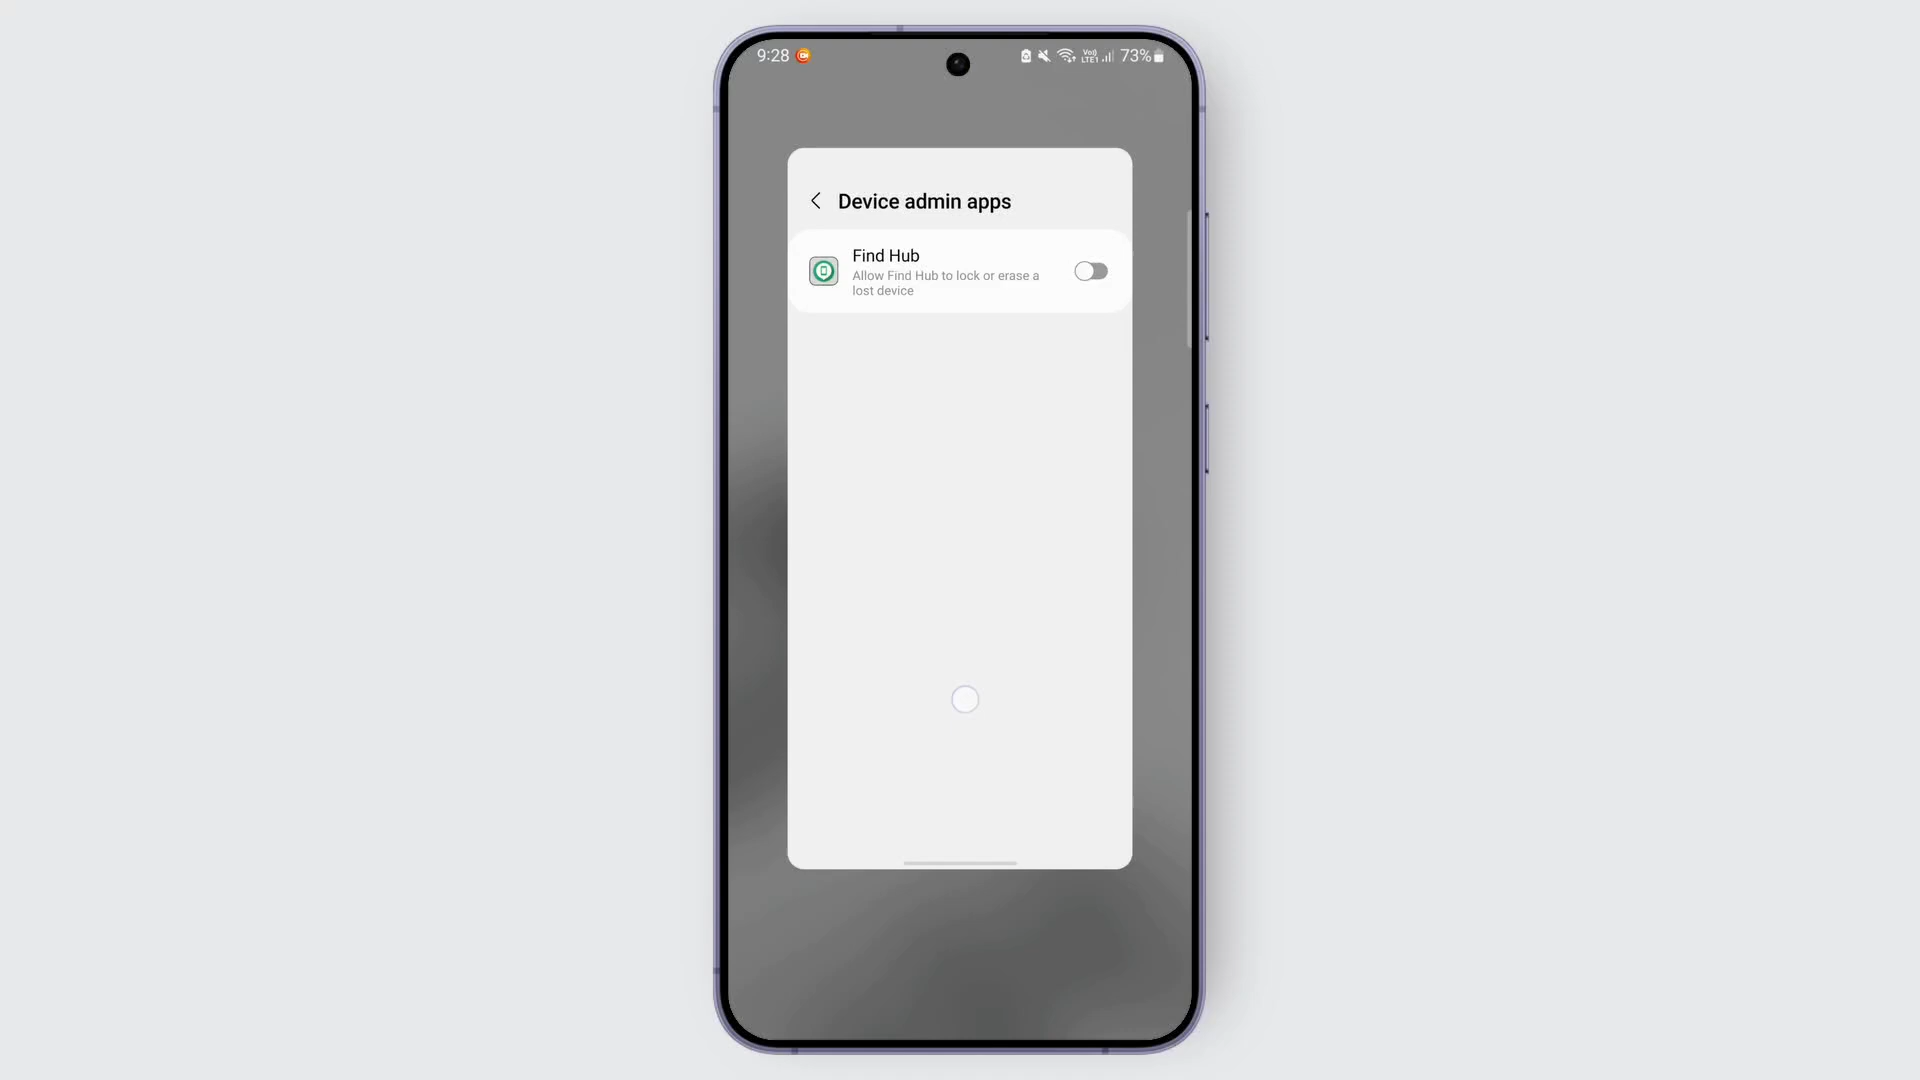 9:28
73%
Device admin apps
Find Hub
Allow Find Hub to lock or erase a
lost device